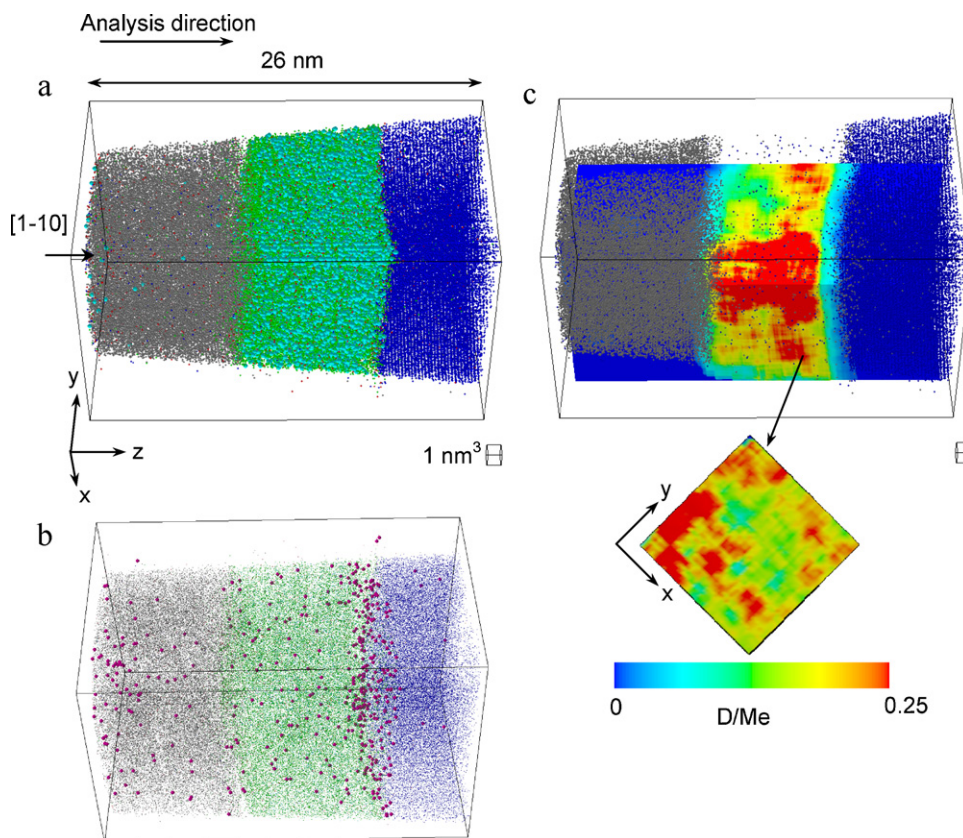 Analysis direction
26 nm
a
c
[1-10]
y
z
x
1 nm³
b
y
x
0
0.25
D/Me